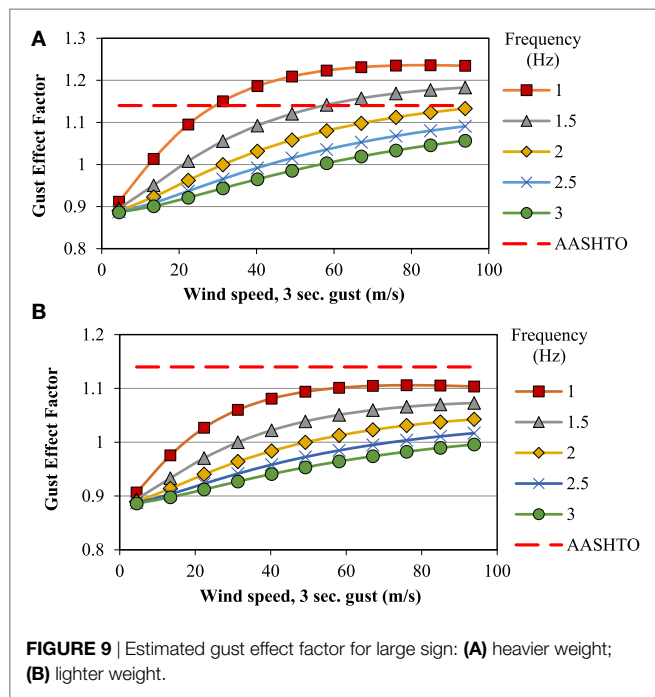 A
1.3
1.2
1.1
1
0.9
0.8
Gust Effect Factor
0 20 40 60 80 100
Wind speed, 3 sec. gust (m/s)
Frequency
(Hz)
1
1.5
2
2.5
3
AASHTO
B
1.2
1.1
1
0.9
0.8
Gust Effect Factor
0 20 40 60 80 100
Wind speed, 3 sec. gust (m/s)
Frequency
(Hz)
1
1.5
2
2.5
3
AASHTO
FIGURE 9 | Estimated gust effect factor for large sign: (A) heavier weight;
(B) lighter weight.